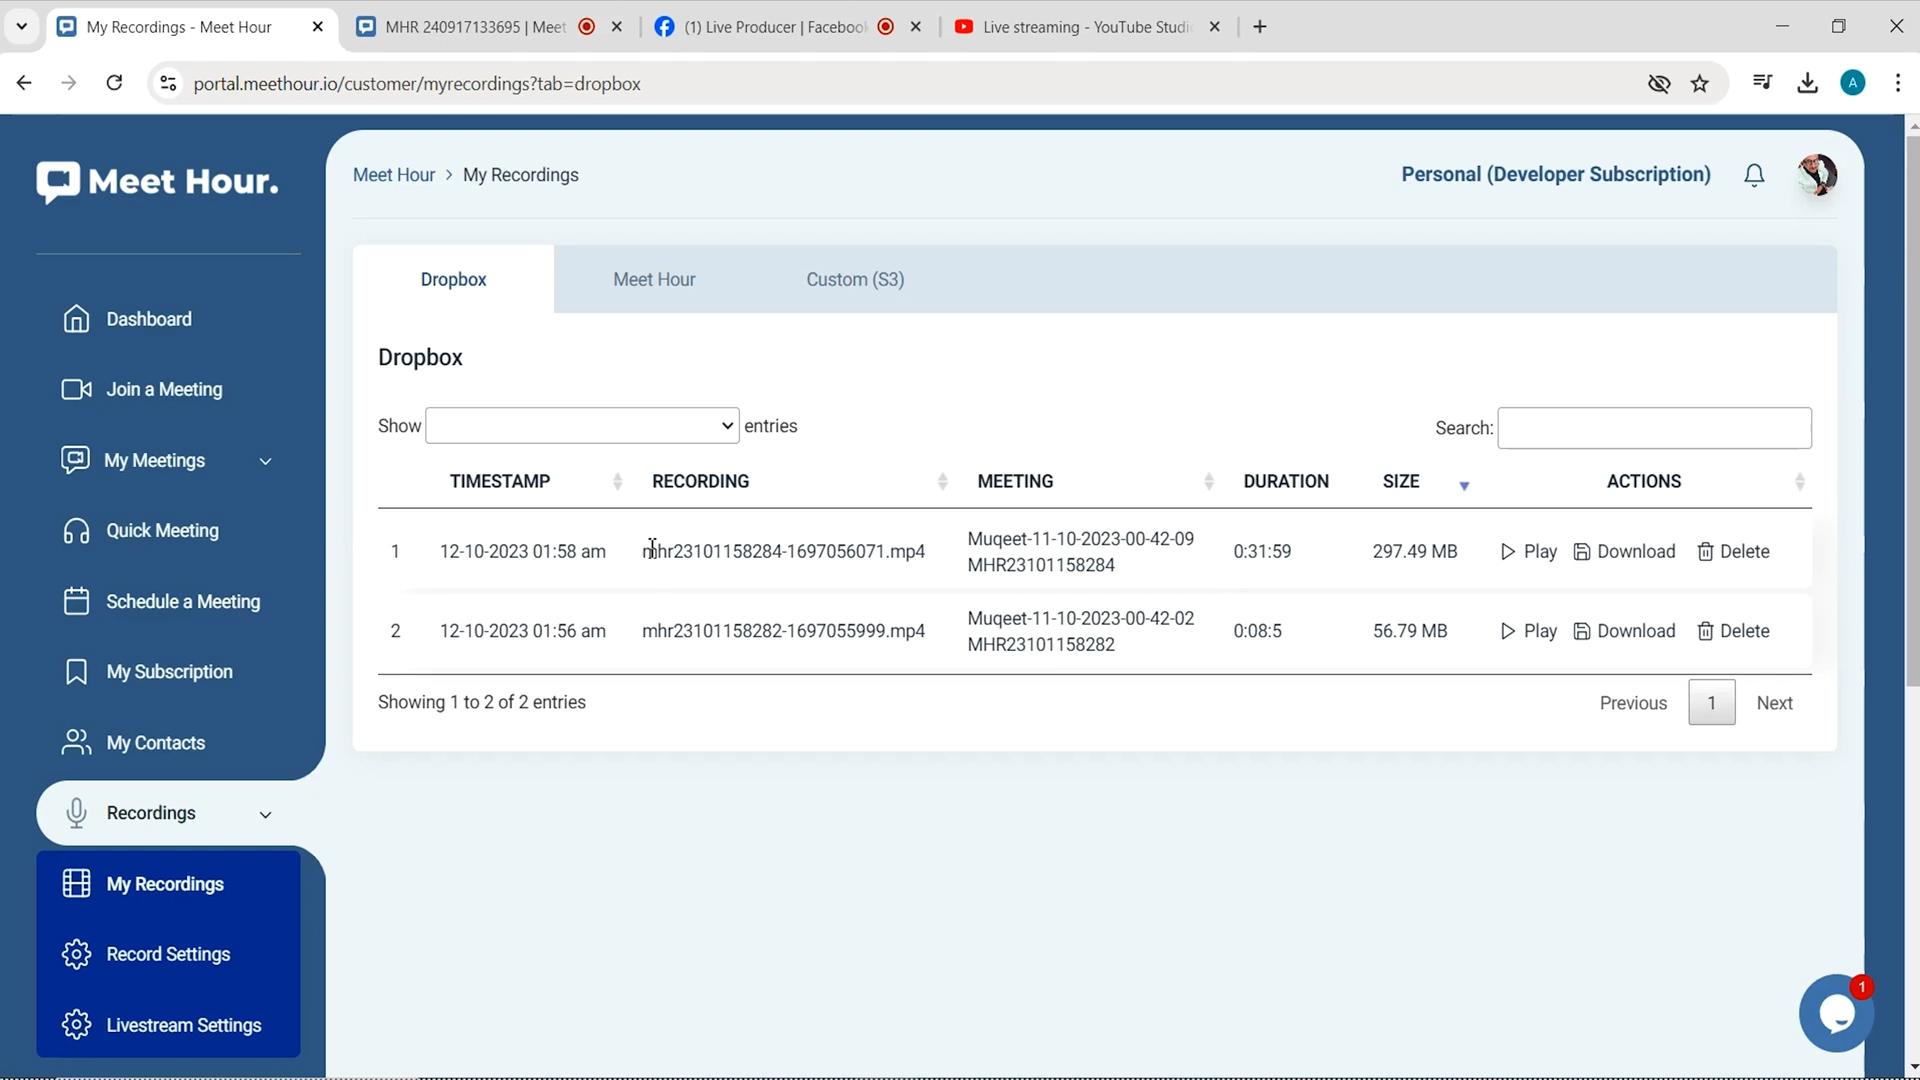 My Recordings - Meet Hour
MHR 240917133695 | Meet
(1) Live Producer | Facebook
Live streaming - YouTube Studi
portal.meethour.io/customer/myrecordings?tab=dropbox
A
Meet Hour.
Meet Hour > My Recordings
Personal (Developer Subscription)
Dashboard
Join a Meeting
My Meetings
Quick Meeting
Schedule a Meeting
My Subscription
My Contacts
Recordings
My Recordings
Record Settings
Livestream Settings
Dropbox
Meet Hour
Custom (S3)
Dropbox
Show entries
Search:
TIMESTAMP RECORDING MEETING DURATION SIZE ACTIONS
1 12-10-2023 01:58 am mhr23101158284-1697056071.mp4 Muqeet-11-10-2023-00-42-09 0:31:59 297.49 MB Play Download Delete
MHR23101158284
2 12-10-2023 01:56 am mhr23101158282-1697055999.mp4 Muqeet-11-10-2023-00-42-02 0:08:5 56.79 MB Play Download Delete
MHR23101158282
Showing 1 to 2 of 2 entries
Previous 1 Next
1